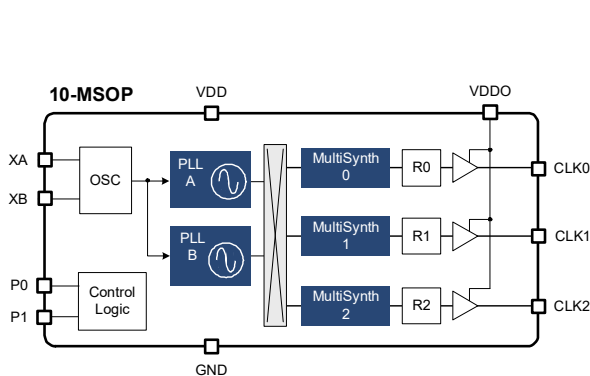 10-MSOP
VDD
VDDO
XA
XB
OSC
PLL
A
PLL
B
MultiSynth
0
R0
CLK0
MultiSynth
1
R1
CLK1
MultiSynth
2
R2
CLK2
P0
P1
Control
Logic
GND